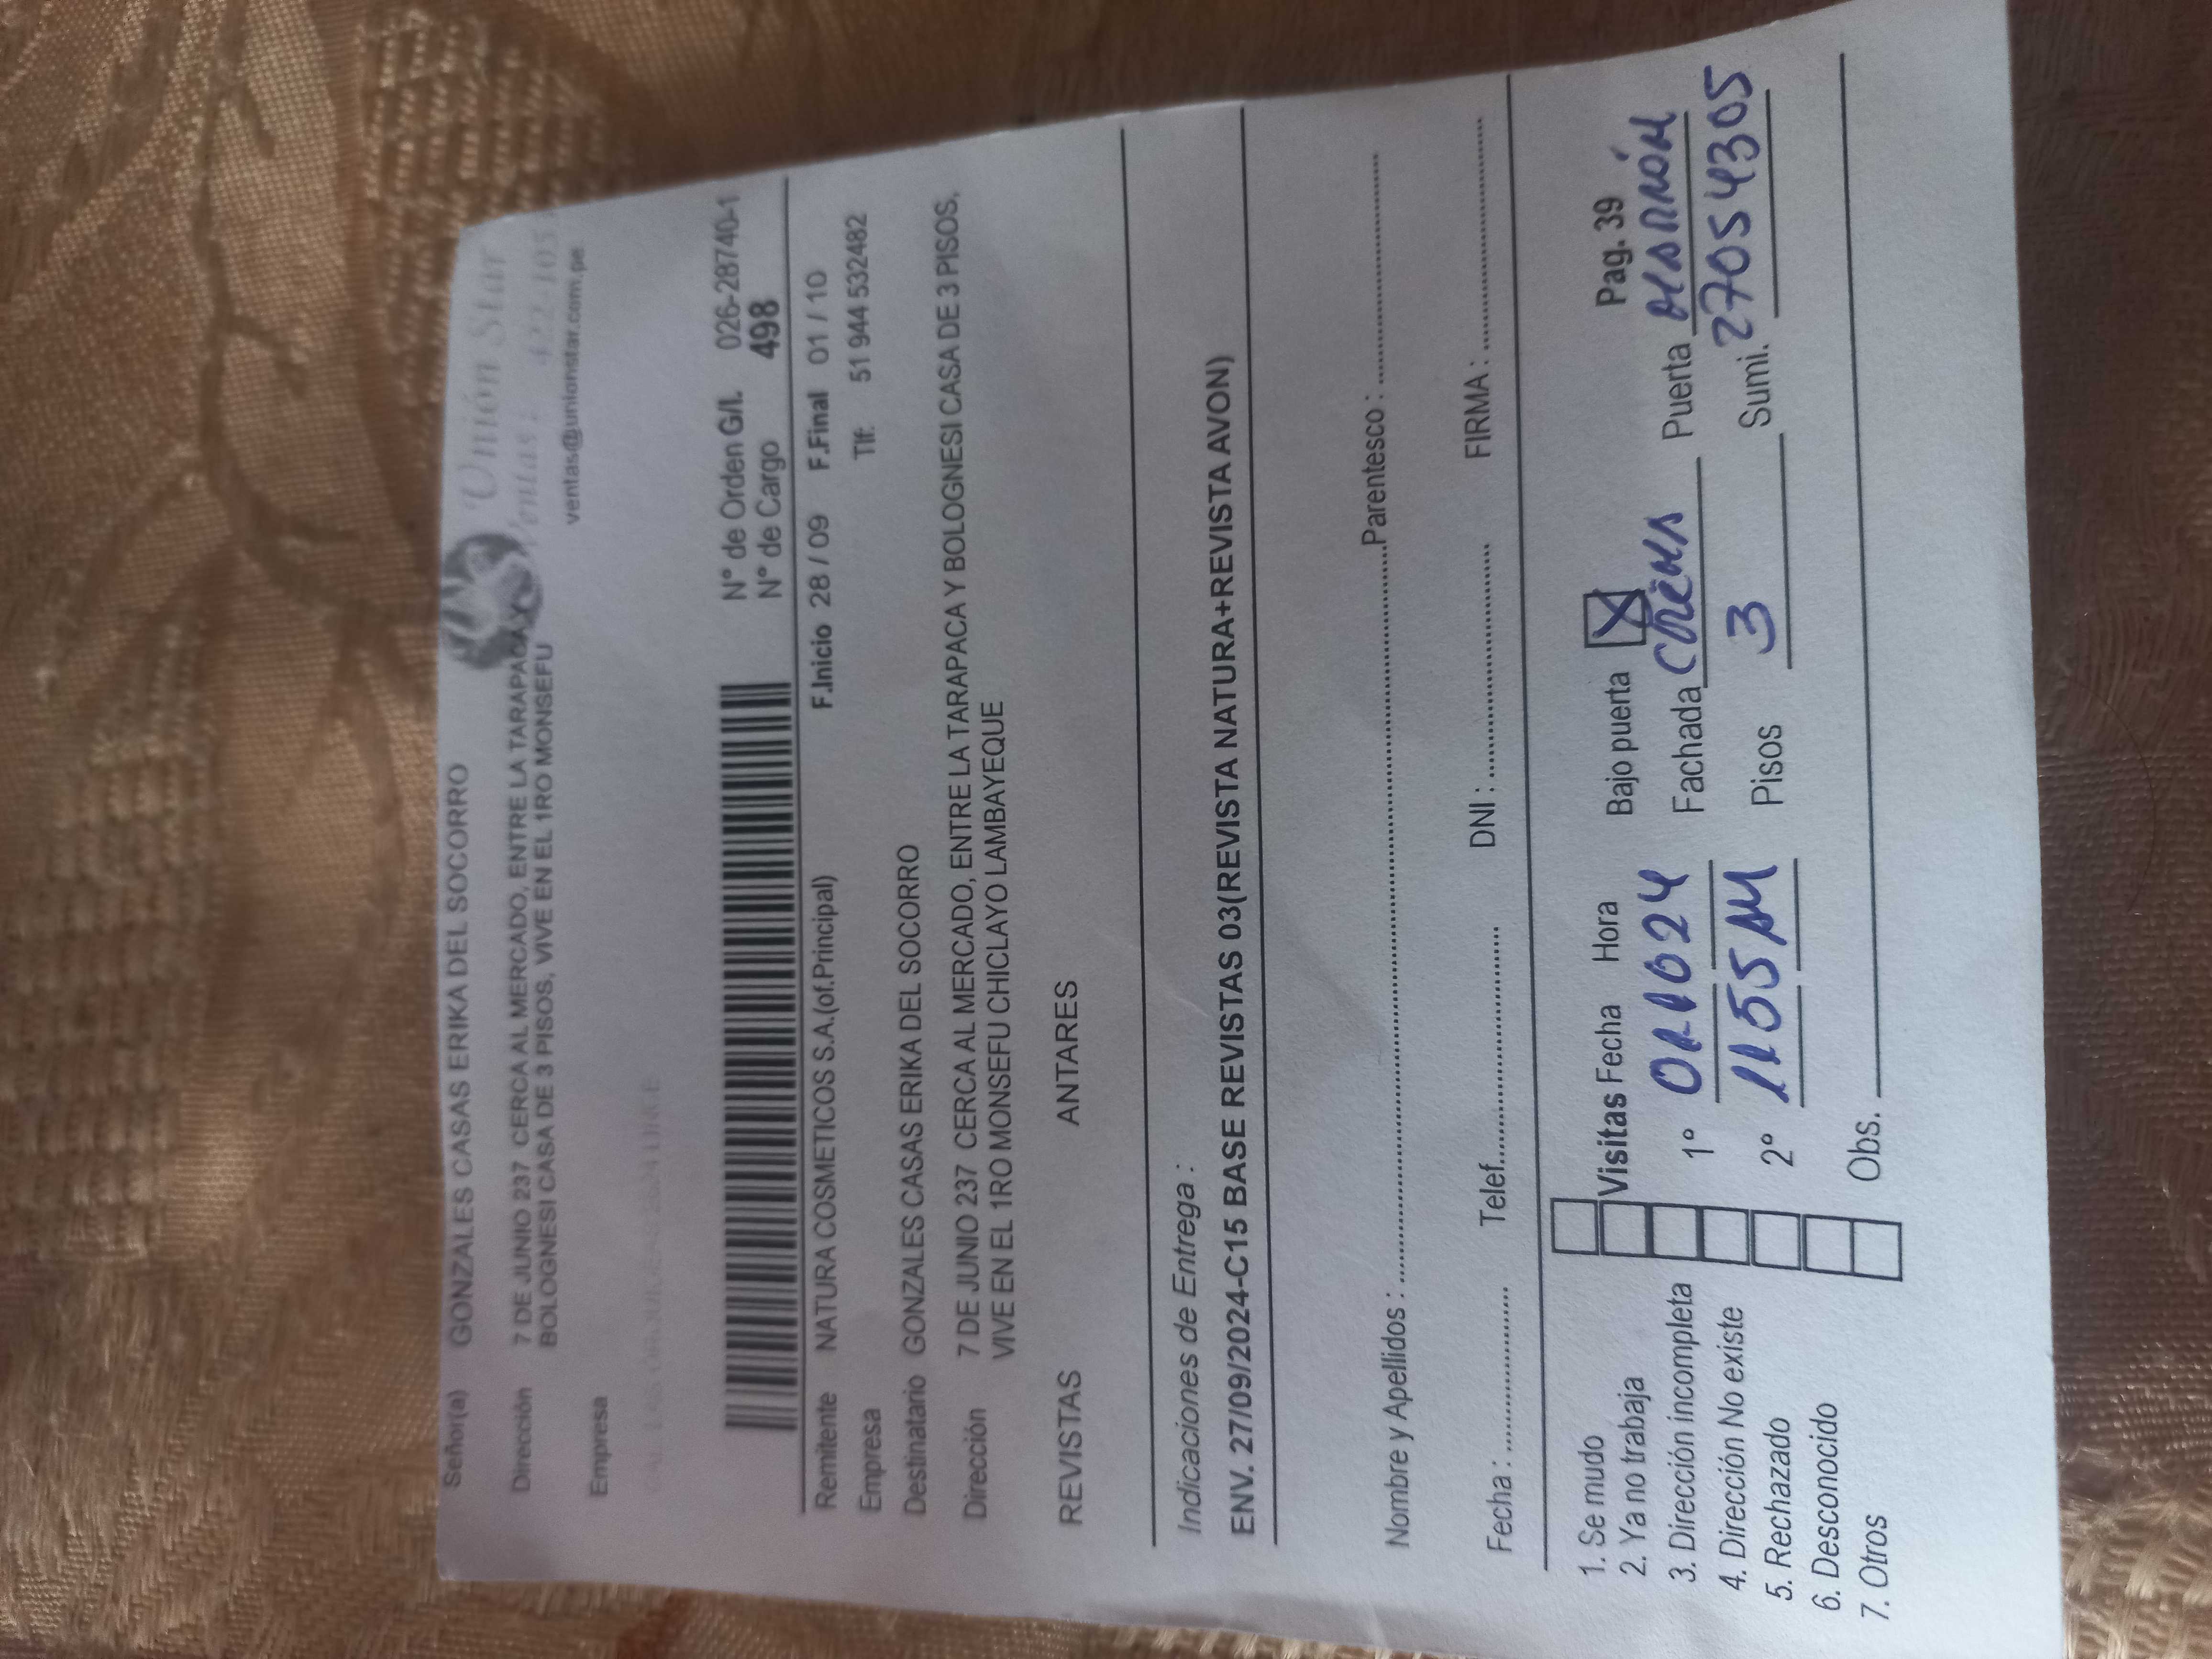 Señor(a) GONZALES CASAS ERIKA DEL SOCORRO
Unión Star
Dirección 7 DE JUNIO 237 CERCA AL MERCADO, ENTRE LA TARAPACA Y
Ventas: 422-105
BOLOGNESI CASA DE 3 PISOS, VIVE EN EL 1RO MONSEFU
ventas@unionstar.com.pe
Empresa
N° de Orden G/L. 026-28740-1
N° de Cargo 498
Remitente NATURA COSMETICOS S.A.(of.Principal) F.Inicio 28 / 09 F.Final 01 / 10
Empresa Tlf: 51 944 532482
Destinatario GONZALES CASAS ERIKA DEL SOCORRO
Dirección 7 DE JUNIO 237 CERCA AL MERCADO, ENTRE LA TARAPACA Y BOLOGNESI CASA DE 3 PISOS,
VIVE EN EL 1RO MONSEFU CHICLAYO LAMBAYEQUE
REVISTAS ANTARES
Indicaciones de Entrega :
ENV. 27/09/2024-C15 BASE REVISTAS 03(REVISTA NATURA+REVISTA AVON)
Nombre y Apellidos : Parentesco :
Fecha : Telef. DNI : FIRMA :
1. Se mudo
2. Ya no trabaja
3. Dirección incompleta
4. Dirección No existe
5. Rechazado
6. Desconocido
7. Otros
Visitas Fecha Hora Bajo puerta X Pag. 39
1° 011024 Fachada Crema Puerta marrón
2° 1155 AM Pisos 3 Sumi. 27054305
Obs.